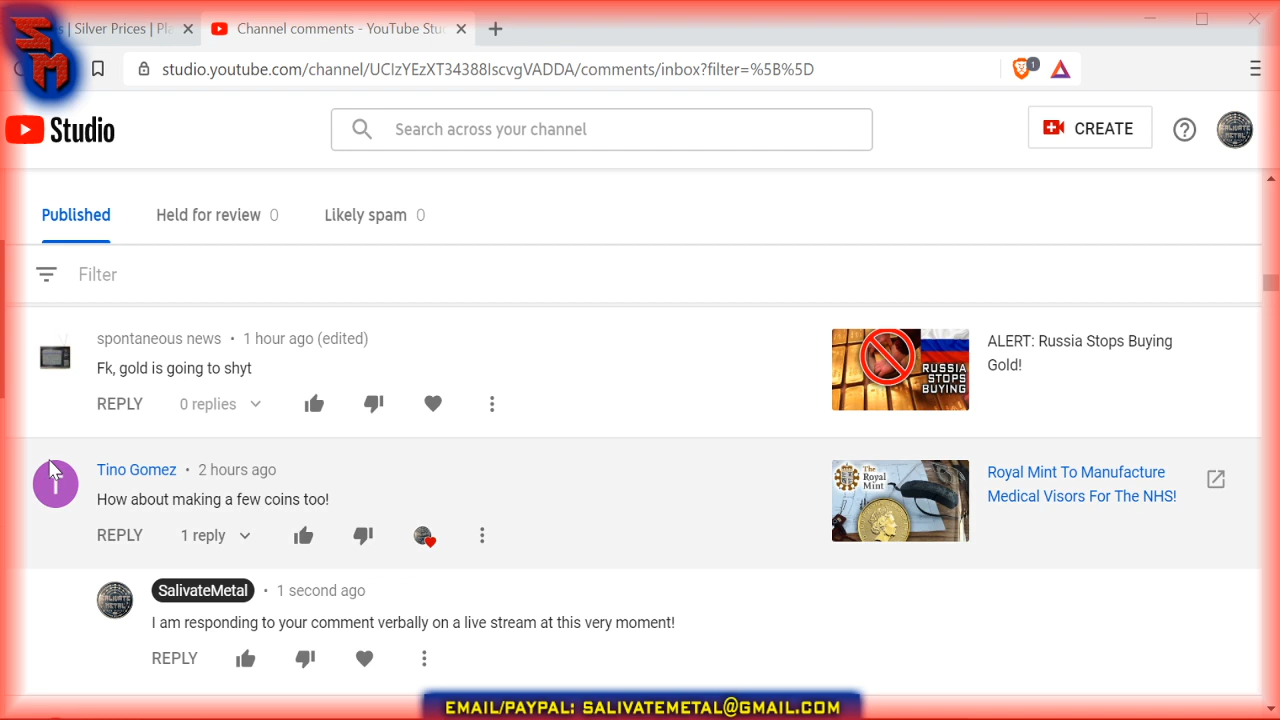 SM
s | Silver Prices | Pla
Channel comments - YouTube Stud
studio.youtube.com/channel/UCIzYEzXT34388IscvgVADDA/comments/inbox?filter=%5B%5D
1
Studio
Search across your channel
CREATE
Published
Held for review 0
Likely spam 0
Filter
spontaneous news • 1 hour ago (edited)
Fk, gold is going to shyt
REPLY
0 replies
RUSSIA
STOPS
BUYING
ALERT: Russia Stops Buying
Gold!
T
Tino Gomez • 2 hours ago
How about making a few coins too!
REPLY
1 reply
The
Royal
Mint
Royal Mint To Manufacture
Medical Visors For The NHS!
SalivateMetal • 1 second ago
I am responding to your comment verbally on a live stream at this very moment!
REPLY
EMAIL/PAYPAL: SALIVATEMETAL@GMAIL.COM